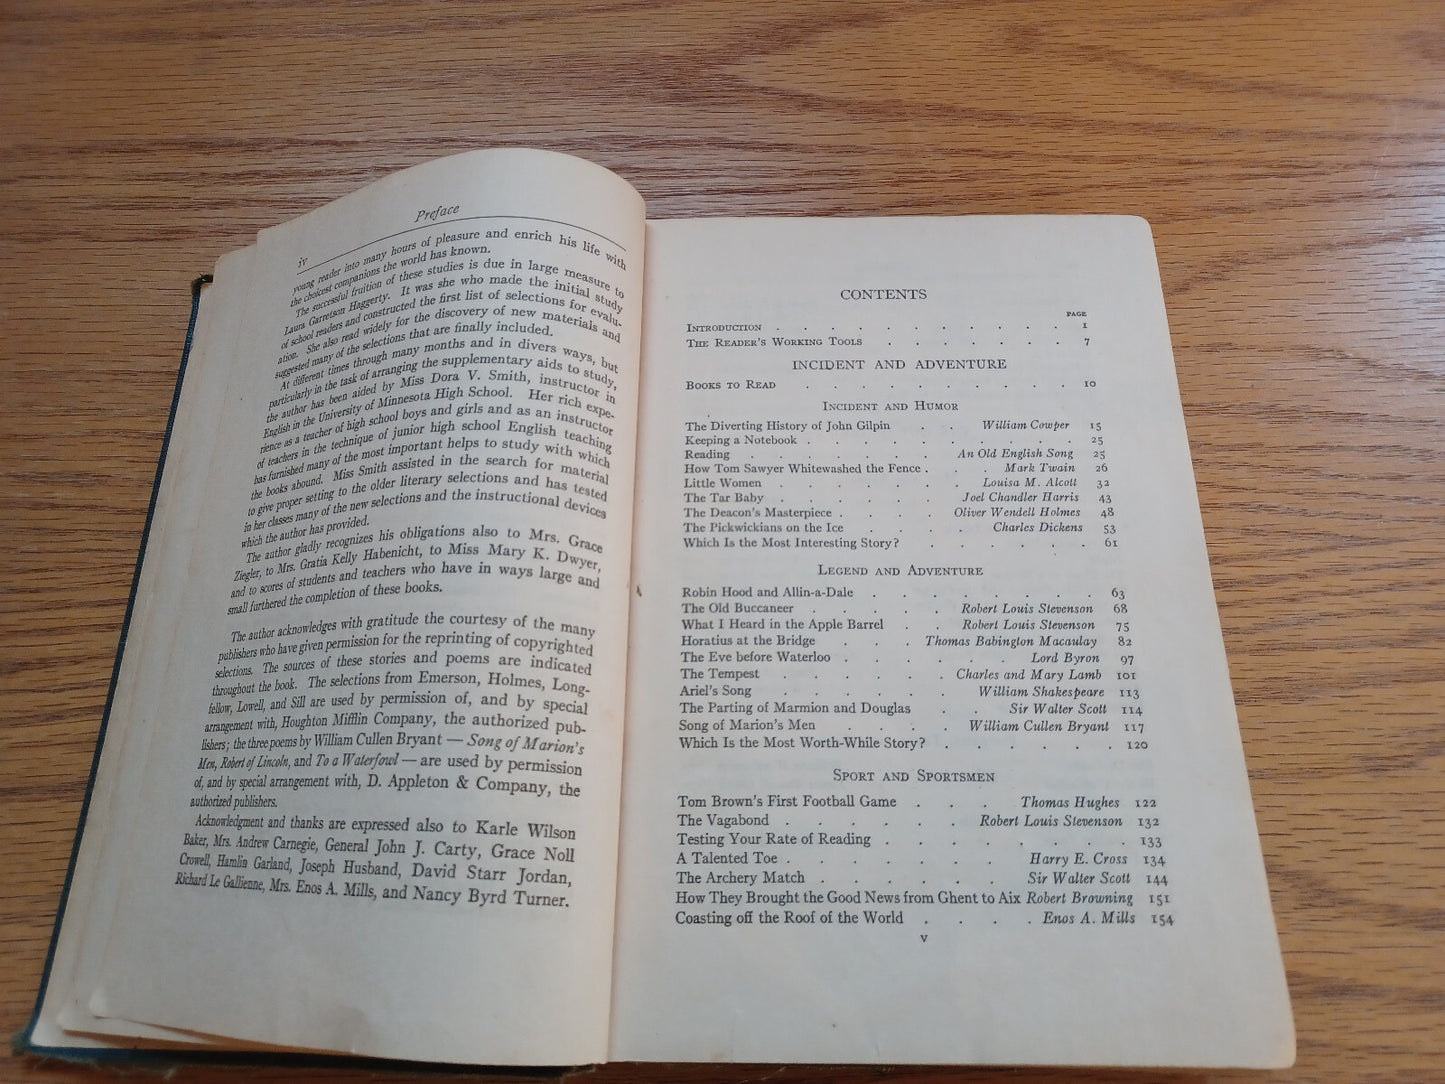 iv
Preface
young reader into many hours of pleasure and enrich his life with
the choicest companions the world has known.
The successful fruition of these studies is due in large measure to
Laura Garretson Haggerty. It was she who made the initial study
of school readers and constructed the first list of selections for evalu-
ation. She also read widely for the discovery of new materials and
suggested many of the selections that are finally included.
At different times through many months and in divers ways, but
particularly in the task of arranging the supplementary aids to study,
the author has been aided by Miss Dora V. Smith, instructor in
English in the University of Minnesota High School. Her rich expe-
rience as a teacher of high school boys and girls and as an instructor
of teachers in the technique of junior high school English teaching
has furnished many of the most important helps to study with which
the books abound. Miss Smith assisted in the search for material
to give proper setting to the older literary selections and has tested
in her classes many of the new selections and the instructional devices
which the author has provided.
The author gladly recognizes his obligations also to Mrs. Grace
Ziegler, to Mrs. Gratia Kelly Habenicht, to Miss Mary K. Dwyer,
and to scores of students and teachers who have in ways large and
small furthered the completion of these books.
The author acknowledges with gratitude the courtesy of the many
publishers who have given permission for the reprinting of copyrighted
selections. The sources of these stories and poems are indicated
throughout the book. The selections from Emerson, Holmes, Long-
fellow, Lowell, and Sill are used by permission of, and by special
arrangement with, Houghton Mifflin Company, the authorized pub-
lishers; the three poems by William Cullen Bryant — Song of Marion's
Men, Robert of Lincoln, and To a Waterfowl — are used by permission
of, and by special arrangement with, D. Appleton & Company, the
authorized publishers.
Acknowledgment and thanks are expressed also to Karle Wilson
Baker, Mrs. Andrew Carnegie, General John J. Carty, Grace Noll
Crowell, Hamlin Garland, Joseph Husband, David Starr Jordan,
Richard Le Gallienne, Mrs. Enos A. Mills, and Nancy Byrd Turner.
CONTENTS
PAGE
INTRODUCTION . . . . . . . . . . . 1
THE READER'S WORKING TOOLS . . . . . . . 7
INCIDENT AND ADVENTURE
BOOKS TO READ . . . . . . . . . . 10
INCIDENT AND HUMOR
The Diverting History of John Gilpin . . William Cowper 15
Keeping a Notebook . . . . . . . . . . 25
Reading . . . . . . An Old English Song 25
How Tom Sawyer Whitewashed the Fence . . . Mark Twain 26
Little Women . . . . . . Louisa M. Alcott 32
The Tar Baby . . . . . . Joel Chandler Harris 43
The Deacon's Masterpiece . . . . Oliver Wendell Holmes 48
The Pickwickians on the Ice . . . . Charles Dickens 53
Which Is the Most Interesting Story? . . . . . . 61
LEGEND AND ADVENTURE
Robin Hood and Allin-a-Dale . . . . . . . 63
The Old Buccaneer . . . . . Robert Louis Stevenson 68
What I Heard in the Apple Barrel . . Robert Louis Stevenson 75
Horatius at the Bridge . . . Thomas Babington Macaulay 82
The Eve before Waterloo . . . . . . Lord Byron 97
The Tempest . . . . . . Charles and Mary Lamb 101
Ariel's Song . . . . . . William Shakespeare 113
The Parting of Marmion and Douglas . . . Sir Walter Scott 114
Song of Marion's Men . . . . . William Cullen Bryant 117
Which Is the Most Worth-While Story? . . . . . . 120
SPORT AND SPORTSMEN
Tom Brown's First Football Game . . . Thomas Hughes 122
The Vagabond . . . . . . Robert Louis Stevenson 132
Testing Your Rate of Reading . . . . . . . . 133
A Talented Toe . . . . . . . Harry E. Cross 134
The Archery Match . . . . . . Sir Walter Scott 144
How They Brought the Good News from Ghent to Aix Robert Browning 151
Coasting off the Roof of the World . . . . Enos A. Mills 154
v